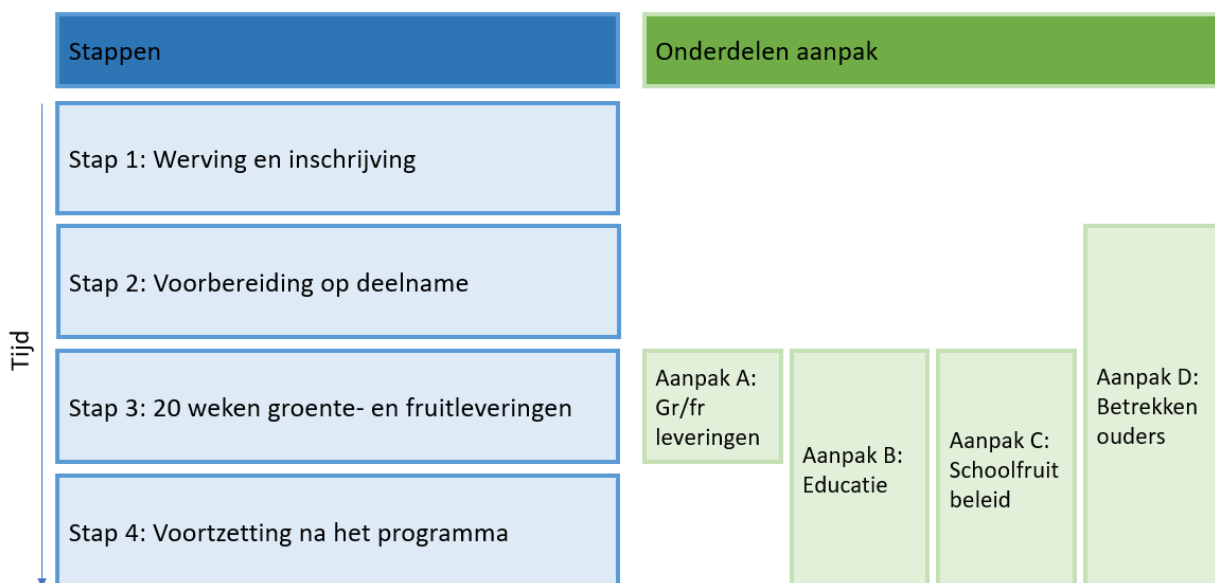 Stappen
Onderdelen aanpak
Tijd
Stap 1: Werving en inschrijving
Stap 2: Voorbereiding op deelname
Stap 3: 20 weken groente- en fruitleveringen
Stap 4: Voortzetting na het programma
Aanpak A:
Gr/fr
leveringen
Aanpak B:
Educatie
Aanpak C:
Schoolfruit
beleid
Aanpak D:
Betrekken
ouders